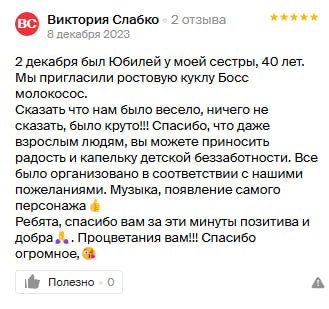 ВС
Виктория Слабко • 2 отзыва
8 декабря 2023
2 декабря был Юбилей у моей сестры, 40 лет.
Мы пригласили ростовую куклу Босс
молокосос.
Сказать что нам было весело, ничего не
сказать, было круто!!! Спасибо, что даже
взрослым людям, вы можете приносить
радость и капельку детской беззаботности. Все
было организовано в соответствии с нашими
пожеланиями. Музыка, появление самого
персонажа👍
Ребята, спасибо вам за эти минуты позитива и
добра🙏. Процветания вам!!! Спасибо
огромное,😘
Полезно • 0